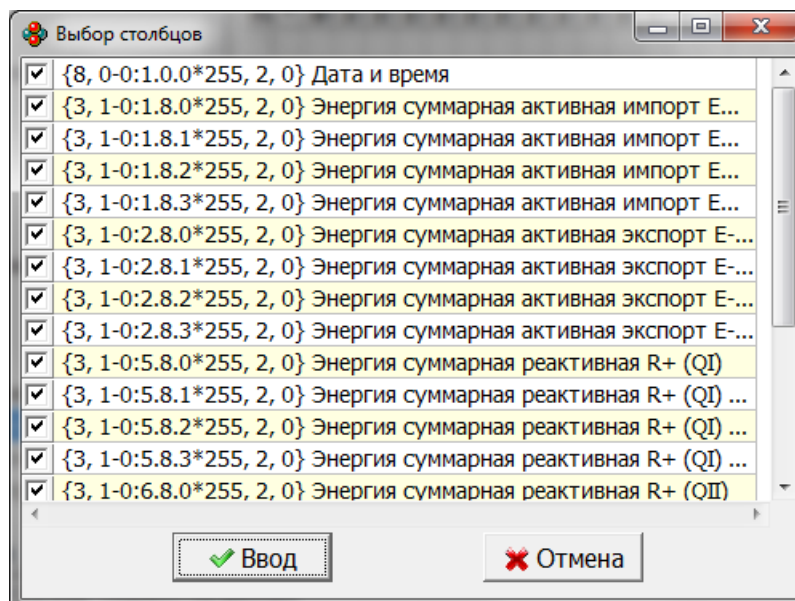 Выбор столбцов
{8, 0-0:1.0.0*255, 2, 0} Дата и время
{3, 1-0:1.8.0*255, 2, 0} Энергия суммарная активная импорт E...
{3, 1-0:1.8.1*255, 2, 0} Энергия суммарная активная импорт E...
{3, 1-0:1.8.2*255, 2, 0} Энергия суммарная активная импорт E...
{3, 1-0:1.8.3*255, 2, 0} Энергия суммарная активная импорт E...
{3, 1-0:2.8.0*255, 2, 0} Энергия суммарная активная экспорт E-...
{3, 1-0:2.8.1*255, 2, 0} Энергия суммарная активная экспорт E-...
{3, 1-0:2.8.2*255, 2, 0} Энергия суммарная активная экспорт E-...
{3, 1-0:2.8.3*255, 2, 0} Энергия суммарная активная экспорт E-...
{3, 1-0:5.8.0*255, 2, 0} Энергия суммарная реактивная R+ (QI)
{3, 1-0:5.8.1*255, 2, 0} Энергия суммарная реактивная R+ (QI) ...
{3, 1-0:5.8.2*255, 2, 0} Энергия суммарная реактивная R+ (QI) ...
{3, 1-0:5.8.3*255, 2, 0} Энергия суммарная реактивная R+ (QI) ...
{3, 1-0:6.8.0*255, 2, 0} Энергия суммарная реактивная R+ (QII)
Ввод
Отмена